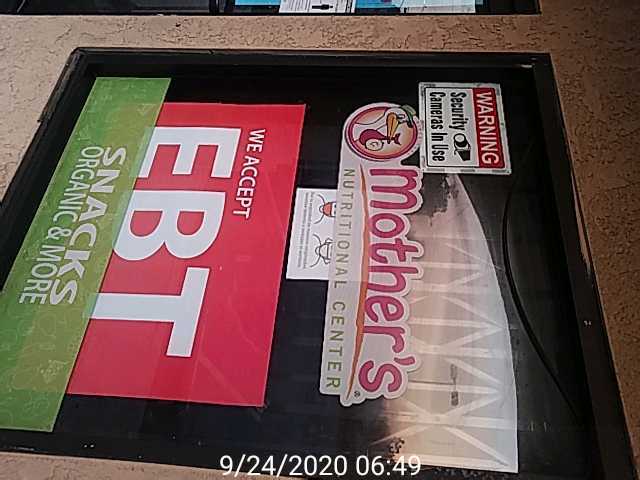 WARNING
Security
Cameras In Use
mother's
NUTRITIONAL CENTER
®
WE ACCEPT
EBT
SNACKS
ORGANIC & MORE
9/24/2020 06:49